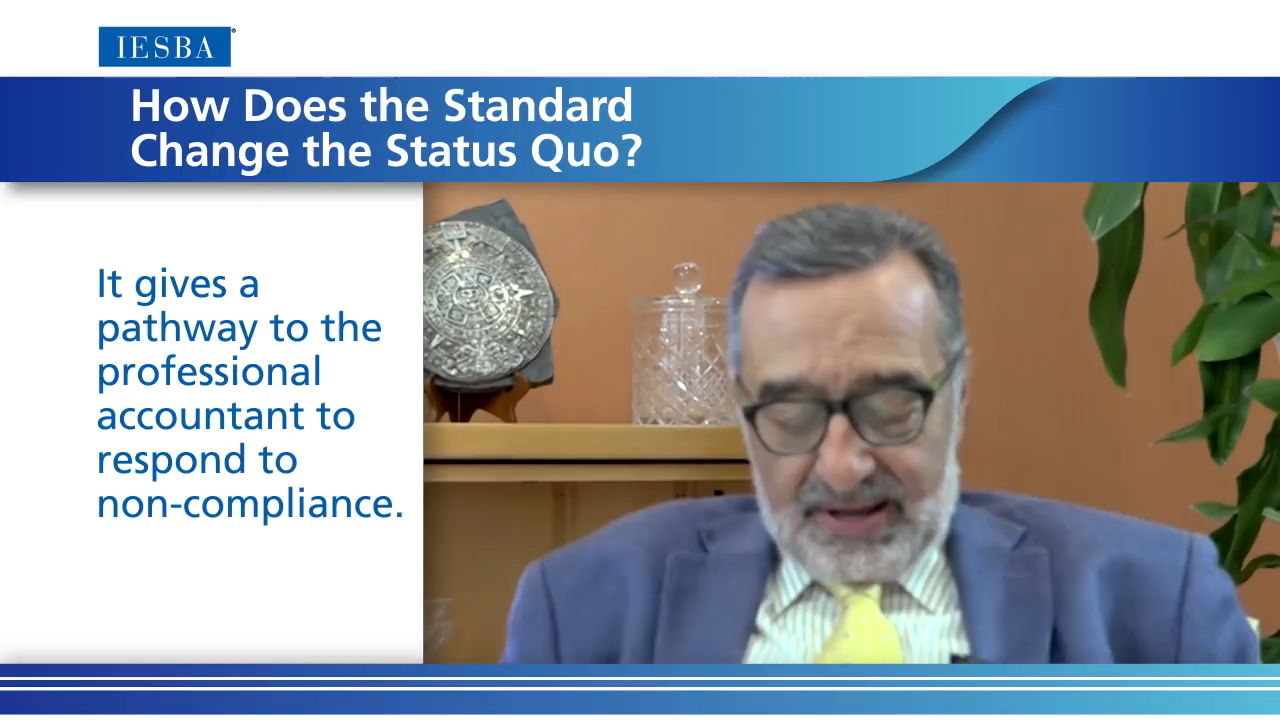 IESBA®
How Does the Standard
Change the Status Quo?
It gives a
pathway to the
professional
accountant to
respond to
non-compliance.